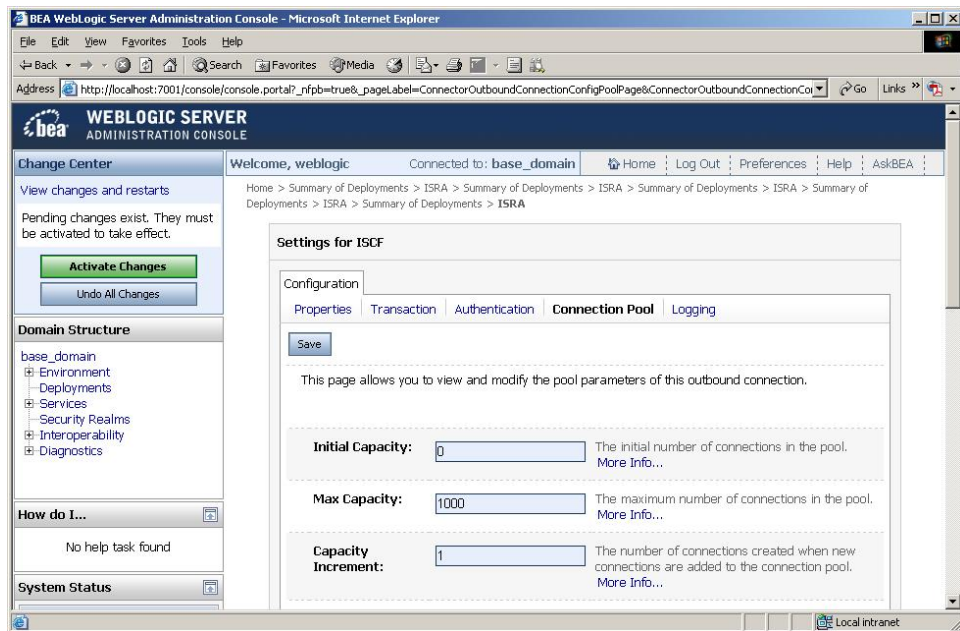 BEA WebLogic Server Administration Console - Microsoft Internet Explorer
File Edit View Favorites Tools Help
Back Search Favorites Media
Address http://localhost:7001/console/console.portal?_nfpb=true&_pageLabel=ConnectorOutboundConnectionConfigPoolPage&ConnectorOutboundConnectionCo Go Links »
bea WEBLOGIC SERVER
ADMINISTRATION CONSOLE
Change Center
Welcome, weblogic Connected to: base_domain Home Log Out Preferences Help AskBEA
View changes and restarts
Home > Summary of Deployments > ISRA > Summary of Deployments > ISRA > Summary of Deployments > ISRA > Summary of
Deployments > ISRA > Summary of Deployments > ISRA
Pending changes exist. They must
be activated to take effect.
Activate Changes
Undo All Changes
Domain Structure
base_domain
Environment
Deployments
Services
Security Realms
Interoperability
Diagnostics
How do I...
No help task found
System Status
Settings for ISCF
Configuration
Properties Transaction Authentication Connection Pool Logging
Save
This page allows you to view and modify the pool parameters of this outbound connection.
Initial Capacity: 0 The initial number of connections in the pool.
More Info...
Max Capacity: 1000 The maximum number of connections in the pool.
More Info...
Capacity
Increment: 1 The number of connections created when new
connections are added to the connection pool.
More Info...
Local intranet